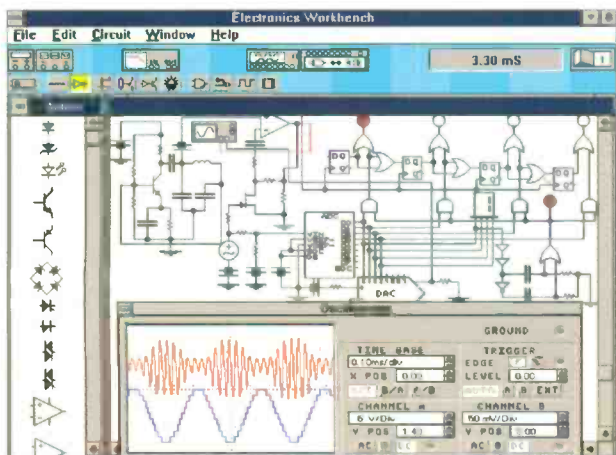 Electronics Workbench
File Edit Circuit Window Help
3.30 mS
DAC
GROUND
TIME BASE
0.10ms/div
X POS 0.00
B/A A/B
TRIGGER
EDGE
LEVEL 0.00
A B EXT
CHANNEL A
5 V/Div
Y POS 1.40
AC 0 DC
CHANNEL B
50 mV/Div
Y POS
AC 0 DC